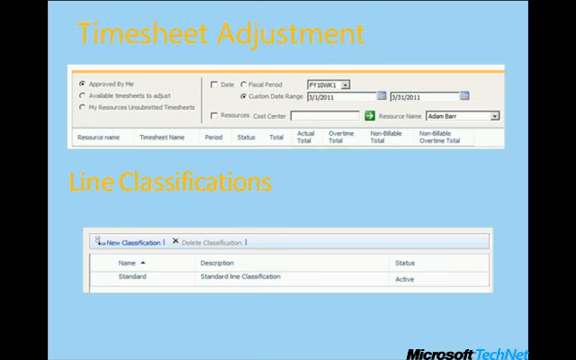 Timesheet Adjustment
Approved By Me
Available timesheets to adjust
My Resources Unsubmitted Timesheets
Date
Fiscal Period
FY10WK1
Custom Date Range
3/1/2011
3/31/2011
Resources
Cost Center
Resource Name
Adam Barr
Resource name Timesheet Name Period Status Total Actual Total Overtime Total Non-Billable Total Non-Billable Overtime Total
Line Classifications
New Classification | Delete Classification |
Name Description Status
Standard Standard line Classification Active
Microsoft TechNet